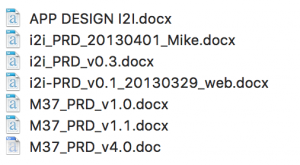 APP DESIGN I2I.docx
i2i_PRD_20130401_Mike.docx
i2i_PRD_v0.3.docx
i2i-PRD_v0.1_20130329_web.docx
M37_PRD_v1.0.docx
M37_PRD_v1.1.docx
M37_PRD_v4.0.doc